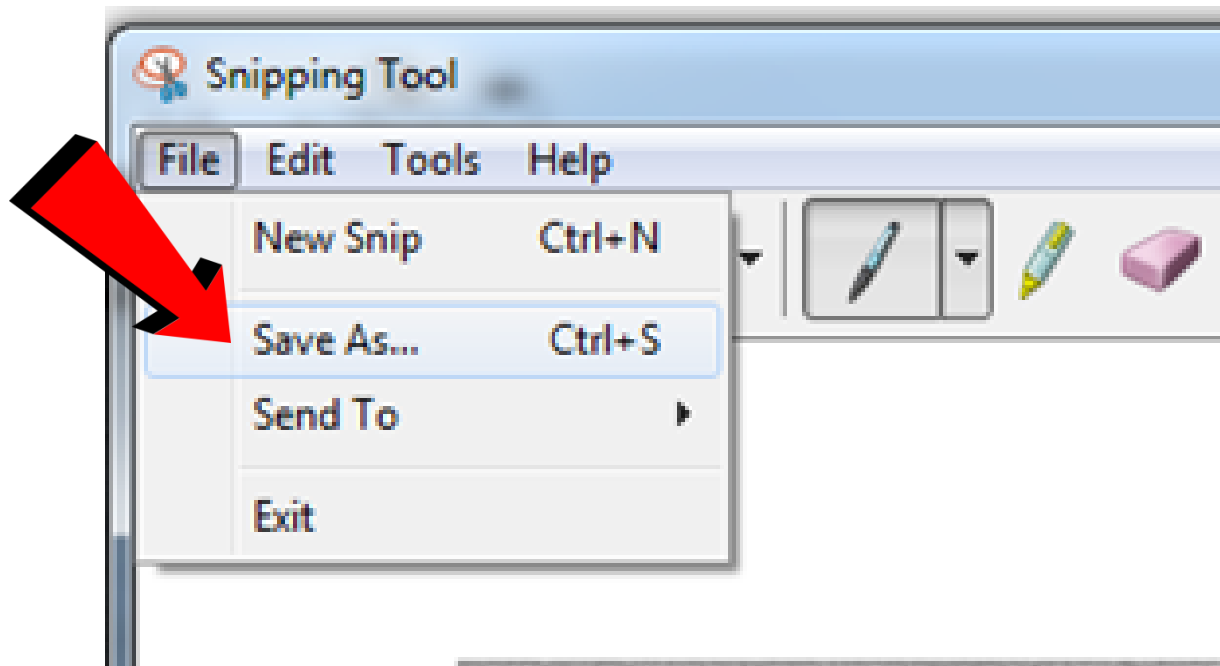 Snipping Tool
File Edit Tools Help
New Snip Ctrl+N
Save As... Ctrl+S
Send To
Exit